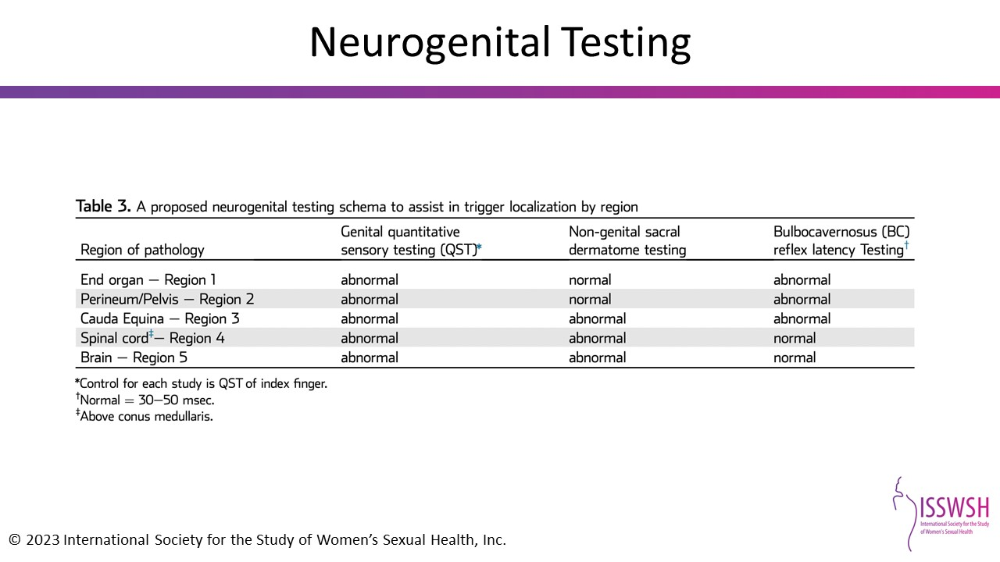 Neurogenital Testing
Table 3. A proposed neurogenital testing schema to assist in trigger localization by region
Region of pathology Genital quantitative sensory testing (QST)* Non-genital sacral dermatome testing Bulbocavernosus (BC) reflex latency Testing†
End organ — Region 1 abnormal normal abnormal
Perineum/Pelvis — Region 2 abnormal normal abnormal
Cauda Equina — Region 3 abnormal abnormal abnormal
Spinal cord‡— Region 4 abnormal abnormal normal
Brain — Region 5 abnormal abnormal normal
*Control for each study is QST of index finger.
†Normal = 30–50 msec.
‡Above conus medullaris.
ISSWSH
International Society for the Study
of Women's Sexual Health
© 2023 International Society for the Study of Women’s Sexual Health, Inc.